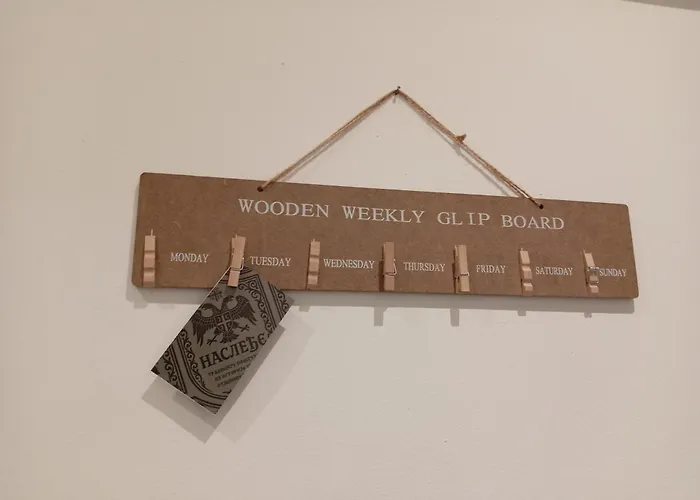 WOODEN WEEKLY GLIP BOARD
MONDAY TUESDAY WEDNESDAY THURSDAY FRIDAY SATURDAY SUNDAY
НАСЛЕЂЕ